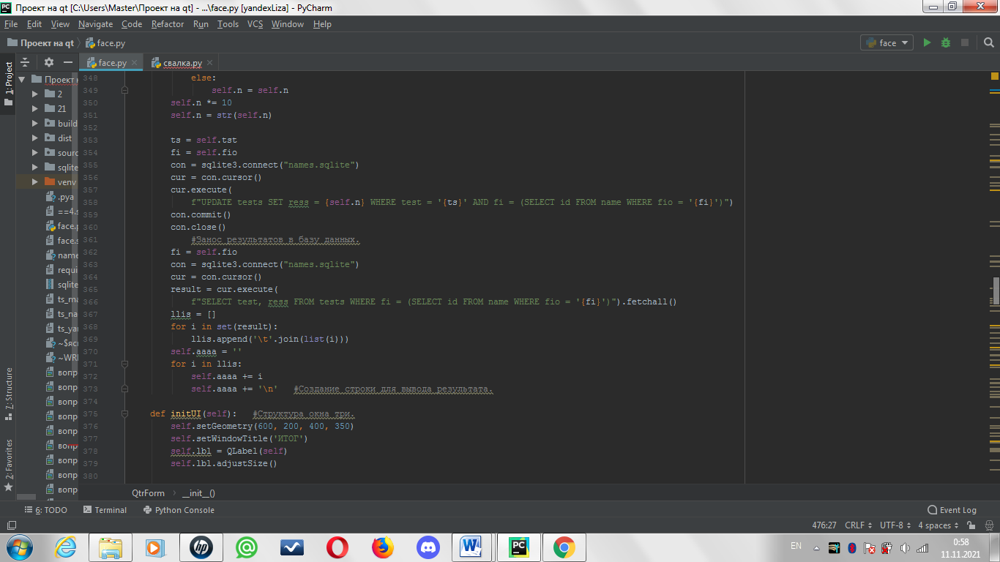 Проект на qt [C:\Users\Master\Проект на qt] - ...\face.py [yandexLiza] - PyCharm
File Edit View Navigate Code Refactor Run Tools VCS Window Help
Проект на qt face.py face
1: Project
face.py свалка.py
Проект
2
21
build
dist
sourc
sqlite
venv
.pya
==4.
face.p
face.s
name
requi
sqlite
ts_ma
ts_na
ts_ya
~$яс
~WR
вопр
вопр
вопр
вопр
вопр
вопр
вопр
вопр
вопр
7: Structure
2: Favorites
348 else:
349 self.n = self.n
350 self.n *= 10
351 self.n = str(self.n)
352
353 ts = self.tst
354 fi = self.fio
355 con = sqlite3.connect("names.sqlite")
356 cur = con.cursor()
357 cur.execute(
358 f"UPDATE tests SET ress = {self.n} WHERE test = '{ts}' AND fi = (SELECT id FROM name WHERE fio = '{fi}')")
359 con.commit()
360 con.close()
361 #Занос результатов в базу данных.
362 fi = self.fio
363 con = sqlite3.connect("names.sqlite")
364 cur = con.cursor()
365 result = cur.execute(
366 f"SELECT test, ress FROM tests WHERE fi = (SELECT id FROM name WHERE fio = '{fi}')").fetchall()
367 llis = []
368 for i in set(result):
369 llis.append('\t'.join(list(i)))
370 self.aaaa = ''
371 for i in llis:
372 self.aaaa += i
373 self.aaaa += '\n' #Создание строки для вывода результата.
374
375 def initUI(self): #Структура окна три.
376 self.setGeometry(600, 200, 400, 350)
377 self.setWindowTitle('ИТОГ')
378 self.lbl = QLabel(self)
379 self.lbl.adjustSize()
380
QtrForm __init__()
6: TODO Terminal Python Console Event Log
476:27 CRLF UTF-8 4 spaces
EN 0:58
11.11.2021